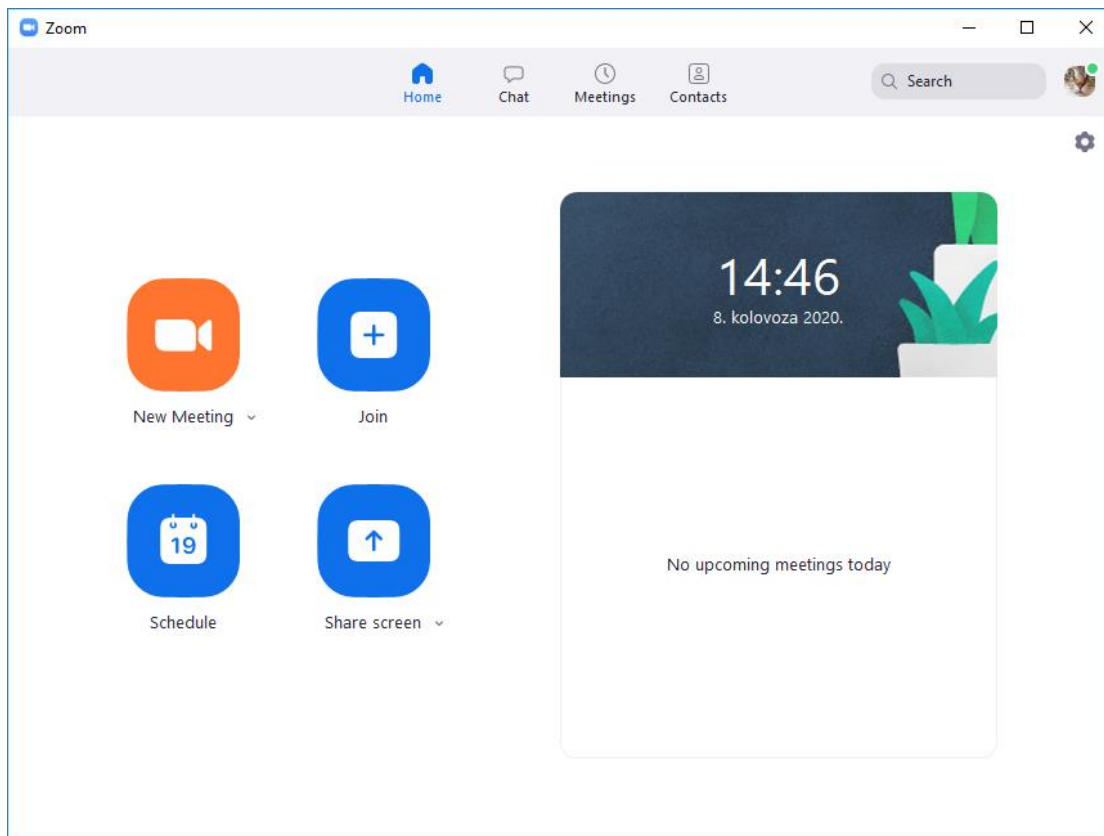 Zoom
Home
Chat
Meetings
Contacts
Search
14:46
8. kolovoza 2020.
New Meeting
Join
19
Schedule
Share screen
No upcoming meetings today